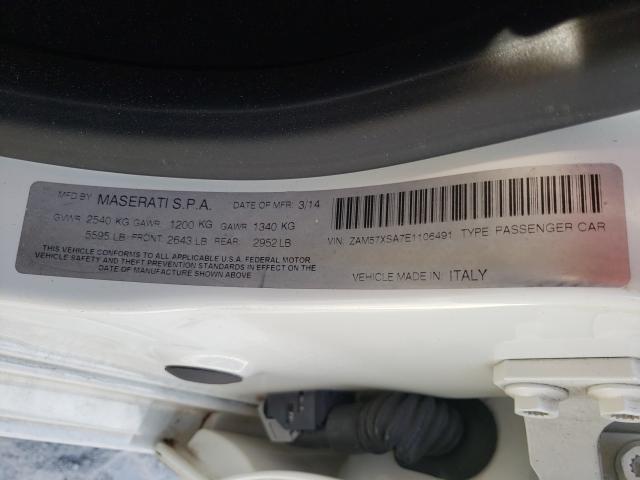 MFD BY MASERATI S.P.A. DATE OF MFR: 3/14
GVWR 2540 KG GAWR 1200 KG GAWR 1340 KG
5595 LB FRONT: 2643 LB REAR: 2952 LB
THIS VEHICLE CONFORMS TO ALL APPLICABLE U.S.A. FEDERAL MOTOR
VEHICLE SAFETY AND THEFT PREVENTION STANDARDS IN EFFECT ON THE
DATE OF MANUFACTURE SHOWN ABOVE.
VIN: ZAM57XSA7E1106491 TYPE PASSENGER CAR
VEHICLE MADE IN: ITALY